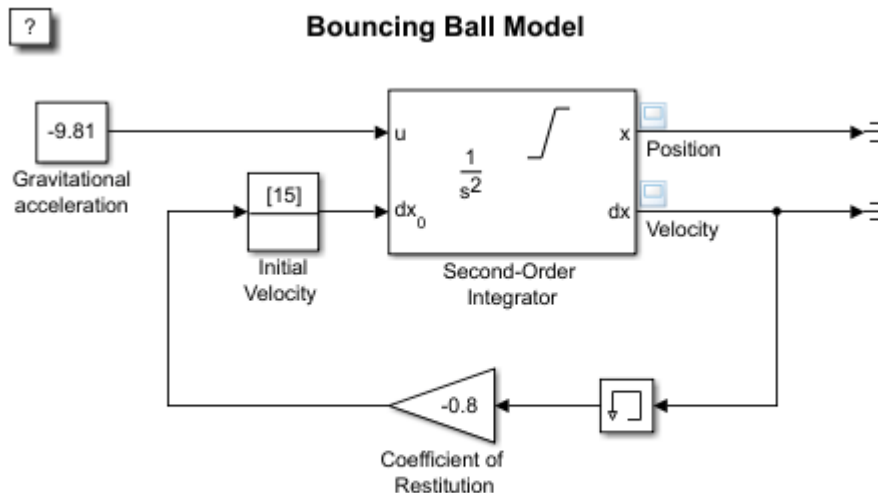 ?
Bouncing Ball Model
-9.81
Gravitational
acceleration
[15]
Initial
Velocity
u
dx0
1
s2
x
dx
Second-Order
Integrator
Position
Velocity
-0.8
Coefficient of
Restitution